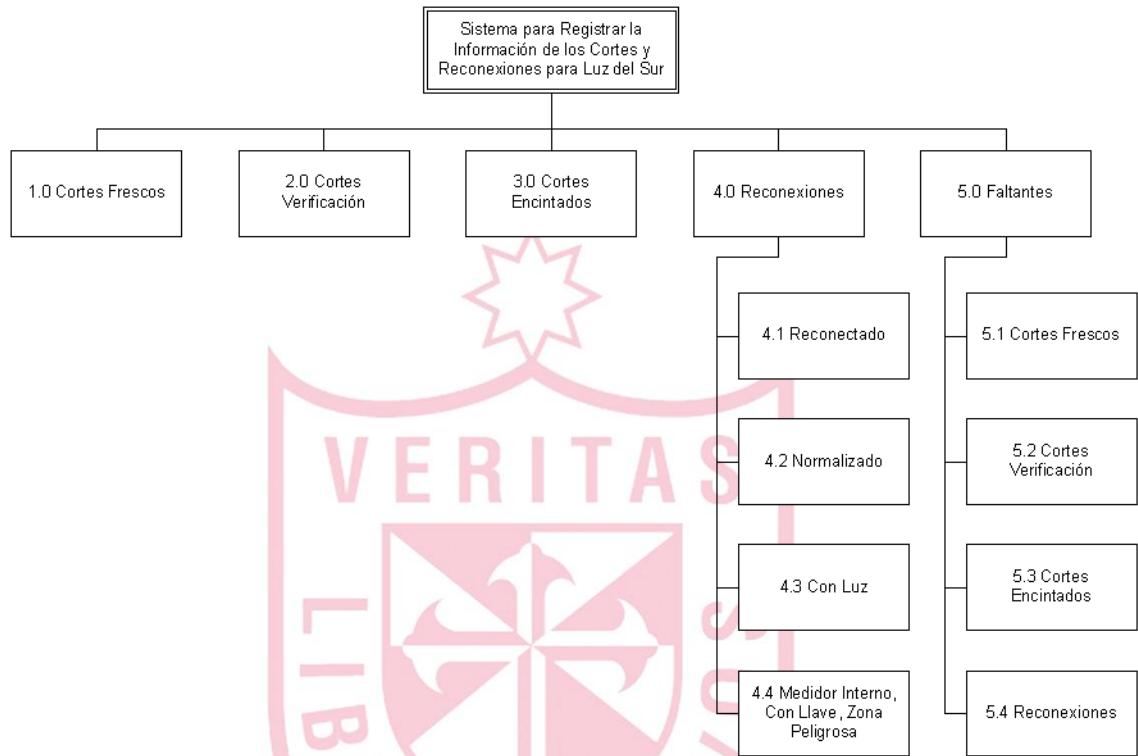 Sistema para Registrar la
Información de los Cortes y
Reconexiones para Luz del Sur
1.0 Cortes Frescos
2.0 Cortes
Verificación
3.0 Cortes
Encintados
4.0 Reconexiones
5.0 Faltantes
4.1 Reconectado
5.1 Cortes Frescos
4.2 Normalizado
5.2 Cortes
Verificación
4.3 Con Luz
5.3 Cortes
Encintados
4.4 Medidor Interno,
Con Llave, Zona
Peligrosa
5.4 Reconexiones
VERITAS
LIB